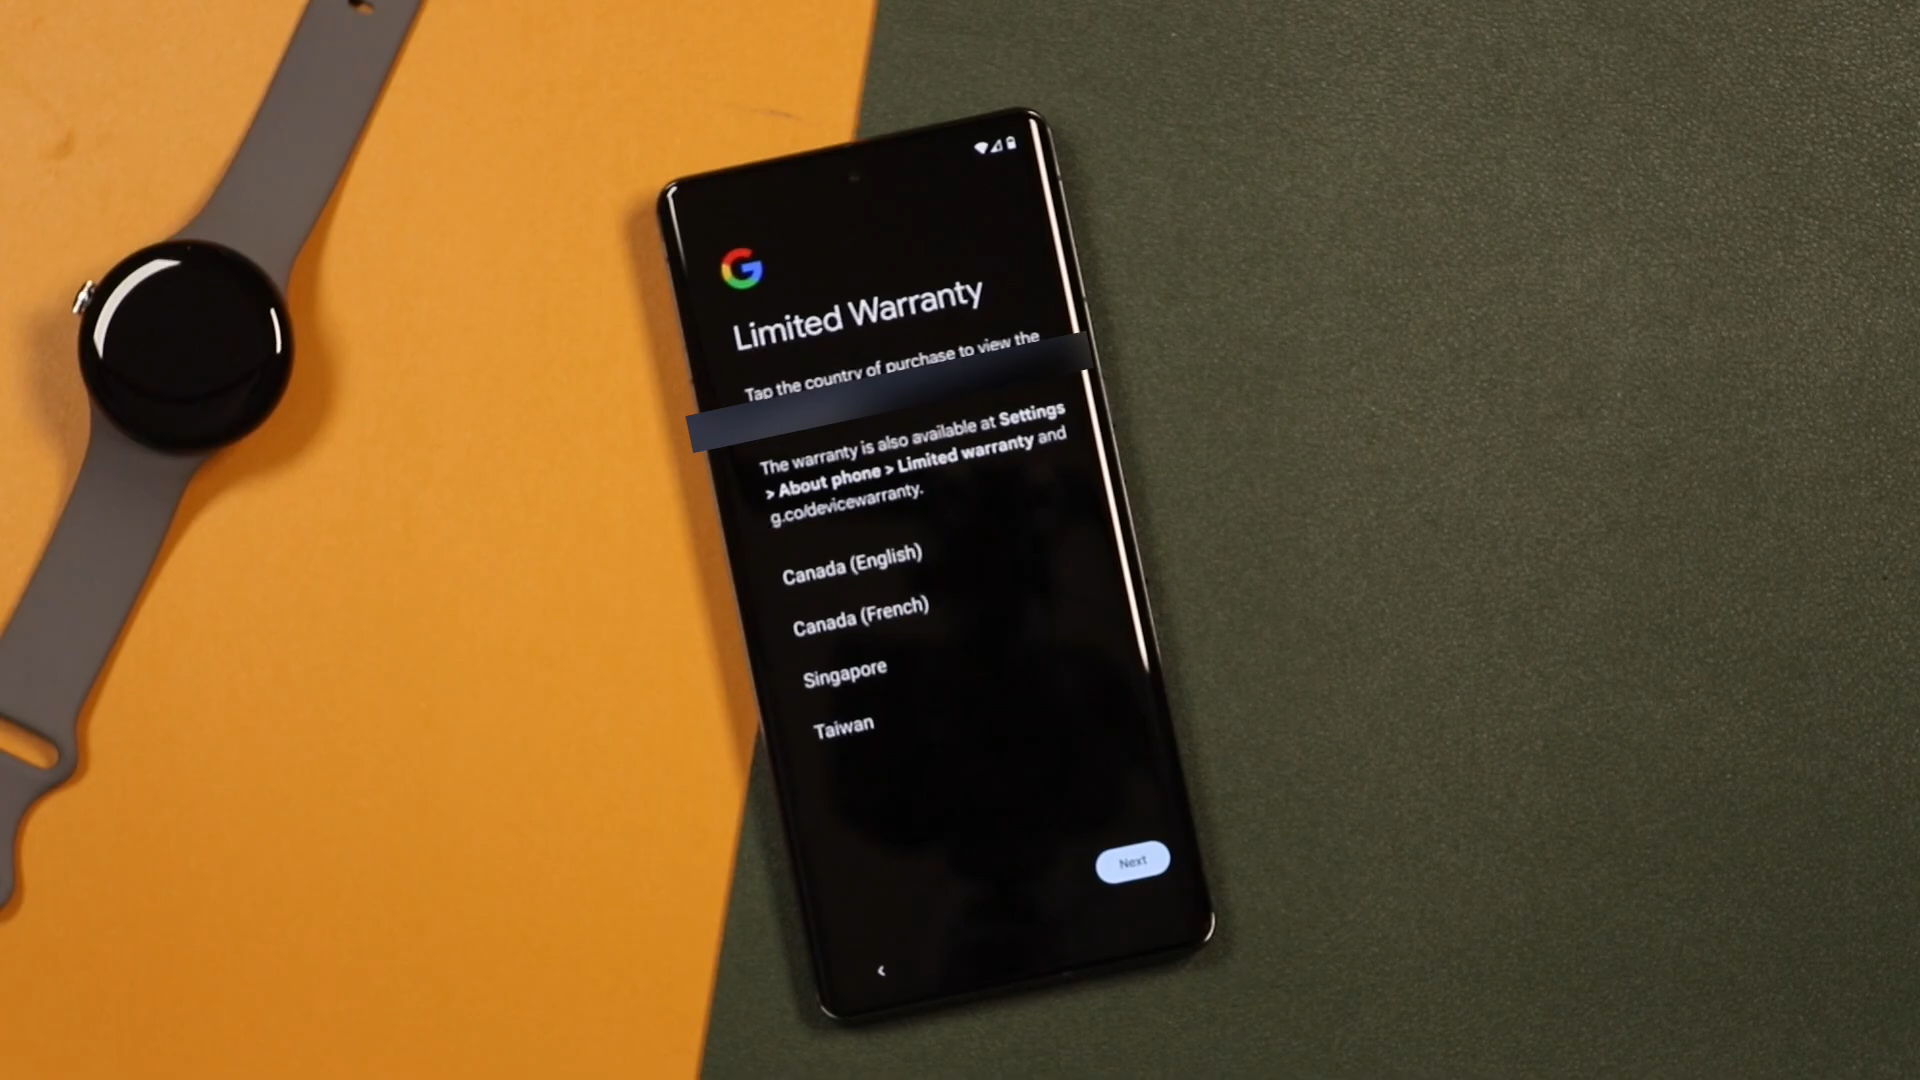 Limited Warranty
Tap the country of purchase to view the
The warranty is also available at Settings
> About phone > Limited warranty and
g.co/devicewarranty.
Canada (English)
Canada (French)
Singapore
Taiwan
Next